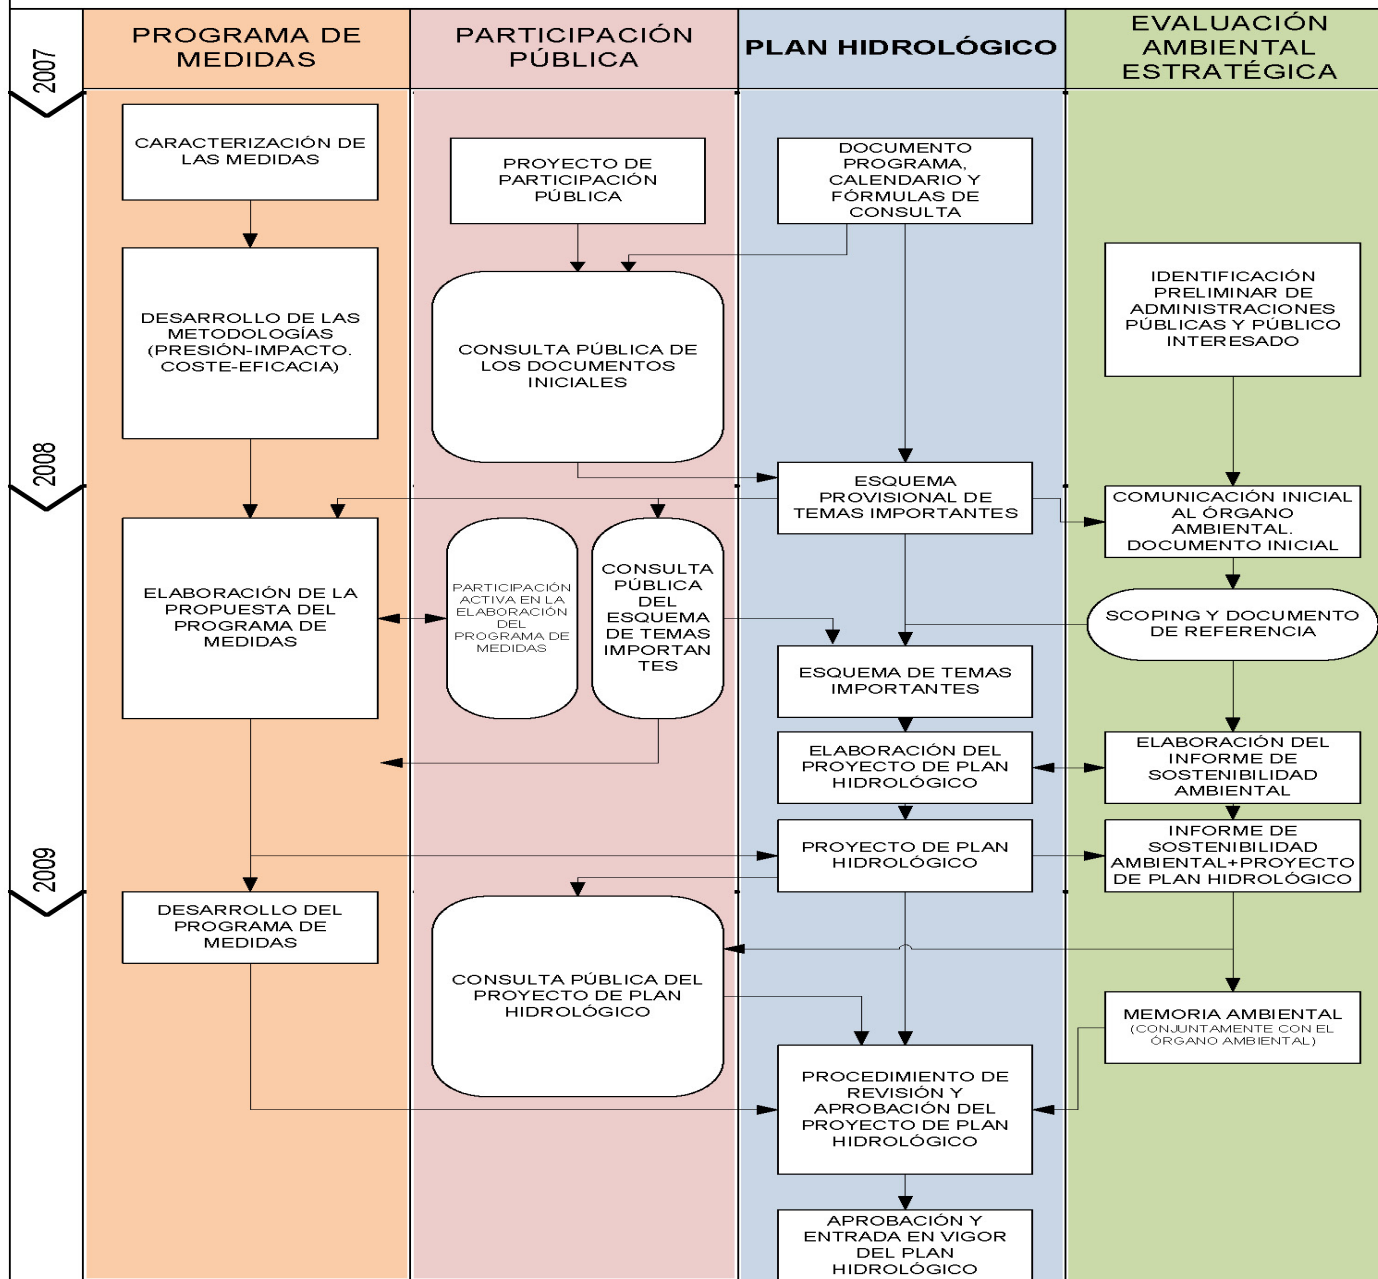 PROGRAMA DE
MEDIDAS
PARTICIPACIÓN
PÚBLICA
PLAN HIDROLÓGICO
EVALUACIÓN
AMBIENTAL
ESTRATÉGICA
2007
CARACTERIZACIÓN DE
LAS MEDIDAS
PROYECTO DE
PARTICIPACIÓN
PÚBLICA
DOCUMENTO
PROGRAMA,
CALENDARIO Y
FÓRMULAS DE
CONSULTA
DESARROLLO DE LAS
METODOLOGÍAS
(PRESIÓN-IMPACTO.
COSTE-EFICACIA)
CONSULTA PÚBLICA DE
LOS DOCUMENTOS
INICIALES
IDENTIFICACIÓN
PRELIMINAR DE
ADMINISTRACIONES
PÚBLICAS Y PÚBLICO
INTERESADO
2008
ESQUEMA
PROVISIONAL DE
TEMAS IMPORTANTES
COMUNICACIÓN INICIAL
AL ÓRGANO
AMBIENTAL.
DOCUMENTO INICIAL
ELABORACIÓN DE LA
PROPUESTA DEL
PROGRAMA DE
MEDIDAS
PARTICIPACIÓN
ACTIVA EN LA
ELABORACIÓN
DEL
PROGRAMA DE
MEDIDAS
CONSULTA
PÚBLICA
DEL
ESQUEMA
DE TEMAS
IMPORTAN
TES
SCOPING Y DOCUMENTO
DE REFERENCIA
ESQUEMA DE TEMAS
IMPORTANTES
ELABORACIÓN DEL
PROYECTO DE PLAN
HIDROLÓGICO
ELABORACIÓN DEL
INFORME DE
SOSTENIBILIDAD
AMBIENTAL
2009
PROYECTO DE PLAN
HIDROLÓGICO
INFORME DE
SOSTENIBILIDAD
AMBIENTAL+PROYECTO
DE PLAN HIDROLÓGICO
DESARROLLO DEL
PROGRAMA DE
MEDIDAS
CONSULTA PÚBLICA DEL
PROYECTO DE PLAN
HIDROLÓGICO
MEMORIA AMBIENTAL
(CONJUNTAMENTE CON EL
ÓRGANO AMBIENTAL)
PROCEDIMIENTO DE
REVISIÓN Y
APROBACIÓN DEL
PROYECTO DE PLAN
HIDROLÓGICO
APROBACIÓN Y
ENTRADA EN VIGOR
DEL PLAN
HIDROLÓGICO